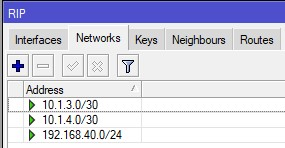 RIP
Interfaces Networks Keys Neighbours Routes
Address
10.1.3.0/30
10.1.4.0/30
192.168.40.0/24